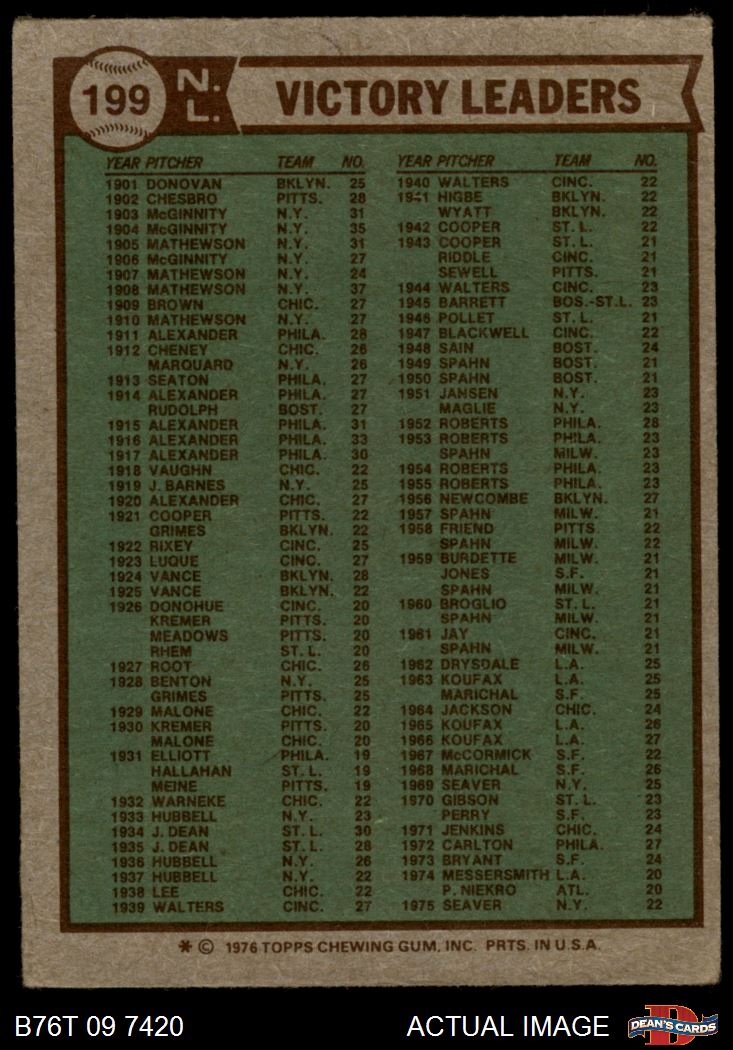 199 N.L. VICTORY LEADERS
YEAR PITCHER TEAM NO.
1901 DONOVAN BKLYN. 25
1902 CHESBRO PITTS. 28
1903 McGINNITY N.Y. 31
1904 McGINNITY N.Y. 35
1905 MATHEWSON N.Y. 31
1906 McGINNITY N.Y. 27
1907 MATHEWSON N.Y. 24
1908 MATHEWSON N.Y. 37
1909 BROWN CHIC. 27
1910 MATHEWSON N.Y. 27
1911 ALEXANDER PHILA. 28
1912 CHENEY CHIC. 26
MARQUARD N.Y. 26
1913 SEATON PHILA. 27
1914 ALEXANDER PHILA. 27
RUDOLPH BOST. 27
1915 ALEXANDER PHILA. 31
1916 ALEXANDER PHILA. 33
1917 ALEXANDER PHILA. 30
1918 VAUGHN CHIC. 22
1919 J. BARNES N.Y. 25
1920 ALEXANDER CHIC. 27
1921 COOPER PITTS. 22
GRIMES BKLYN. 22
1922 RIXEY CINC. 25
1923 LUQUE CINC. 27
1924 VANCE BKLYN. 28
1925 VANCE BKLYN. 22
1926 DONOHUE CINC. 20
KREMER PITTS. 20
MEADOWS PITTS. 20
RHEM ST. L. 20
1927 ROOT CHIC. 26
1928 BENTON N.Y. 25
GRIMES PITTS. 25
1929 MALONE CHIC. 22
1930 KREMER PITTS. 20
MALONE CHIC. 20
1931 ELLIOTT PHILA. 19
HALLAHAN ST. L. 19
MEINE PITTS. 19
1932 WARNEKE CHIC. 22
1933 HUBBELL N.Y. 23
1934 J. DEAN ST. L. 30
1935 J. DEAN ST. L. 28
1936 HUBBELL N.Y. 26
1937 HUBBELL N.Y. 22
1938 LEE CHIC. 22
1939 WALTERS CINC. 27
YEAR PITCHER TEAM NO.
1940 WALTERS CINC. 22
1941 HIGBE BKLYN. 22
WYATT BKLYN. 22
1942 COOPER ST. L. 22
1943 COOPER ST. L. 21
RIDDLE CINC. 21
SEWELL PITTS. 21
1944 WALTERS CINC. 23
1945 BARRETT BOS.-ST.L. 23
1946 POLLET ST. L. 21
1947 BLACKWELL CINC. 22
1948 SAIN BOST. 24
1949 SPAHN BOST. 21
1950 SPAHN BOST. 21
1951 JANSEN N.Y. 23
MAGLIE N.Y. 23
1952 ROBERTS PHILA. 28
1953 ROBERTS PHILA. 23
SPAHN MILW. 23
1954 ROBERTS PHILA. 23
1955 ROBERTS PHILA. 23
1956 NEWCOMBE BKLYN. 27
1957 SPAHN MILW. 21
1958 FRIEND PITTS. 22
SPAHN MILW. 22
1959 BURDETTE MILW. 21
JONES S.F. 21
SPAHN MILW. 21
1960 BROGLIO ST. L. 21
SPAHN MILW. 21
1961 JAY CINC. 21
SPAHN MILW. 21
1962 DRYSDALE L.A. 25
1963 KOUFAX L.A. 25
MARICHAL S.F. 25
1964 JACKSON CHIC. 24
1965 KOUFAX L.A. 26
1966 KOUFAX L.A. 27
1967 McCORMICK S.F. 22
1968 MARICHAL S.F. 26
1969 SEAVER N.Y. 25
1970 GIBSON ST. L. 23
PERRY S.F. 23
1971 JENKINS CHIC. 24
1972 CARLTON PHILA. 27
1973 BRYANT S.F. 24
1974 MESSERSMITH L.A. 20
P. NIEKRO ATL. 20
1975 SEAVER N.Y. 22
* © 1976 TOPPS CHEWING GUM, INC. PRTS. IN U.S.A.
B76T 09 7420 ACTUAL IMAGE D DEAN'S CARDS